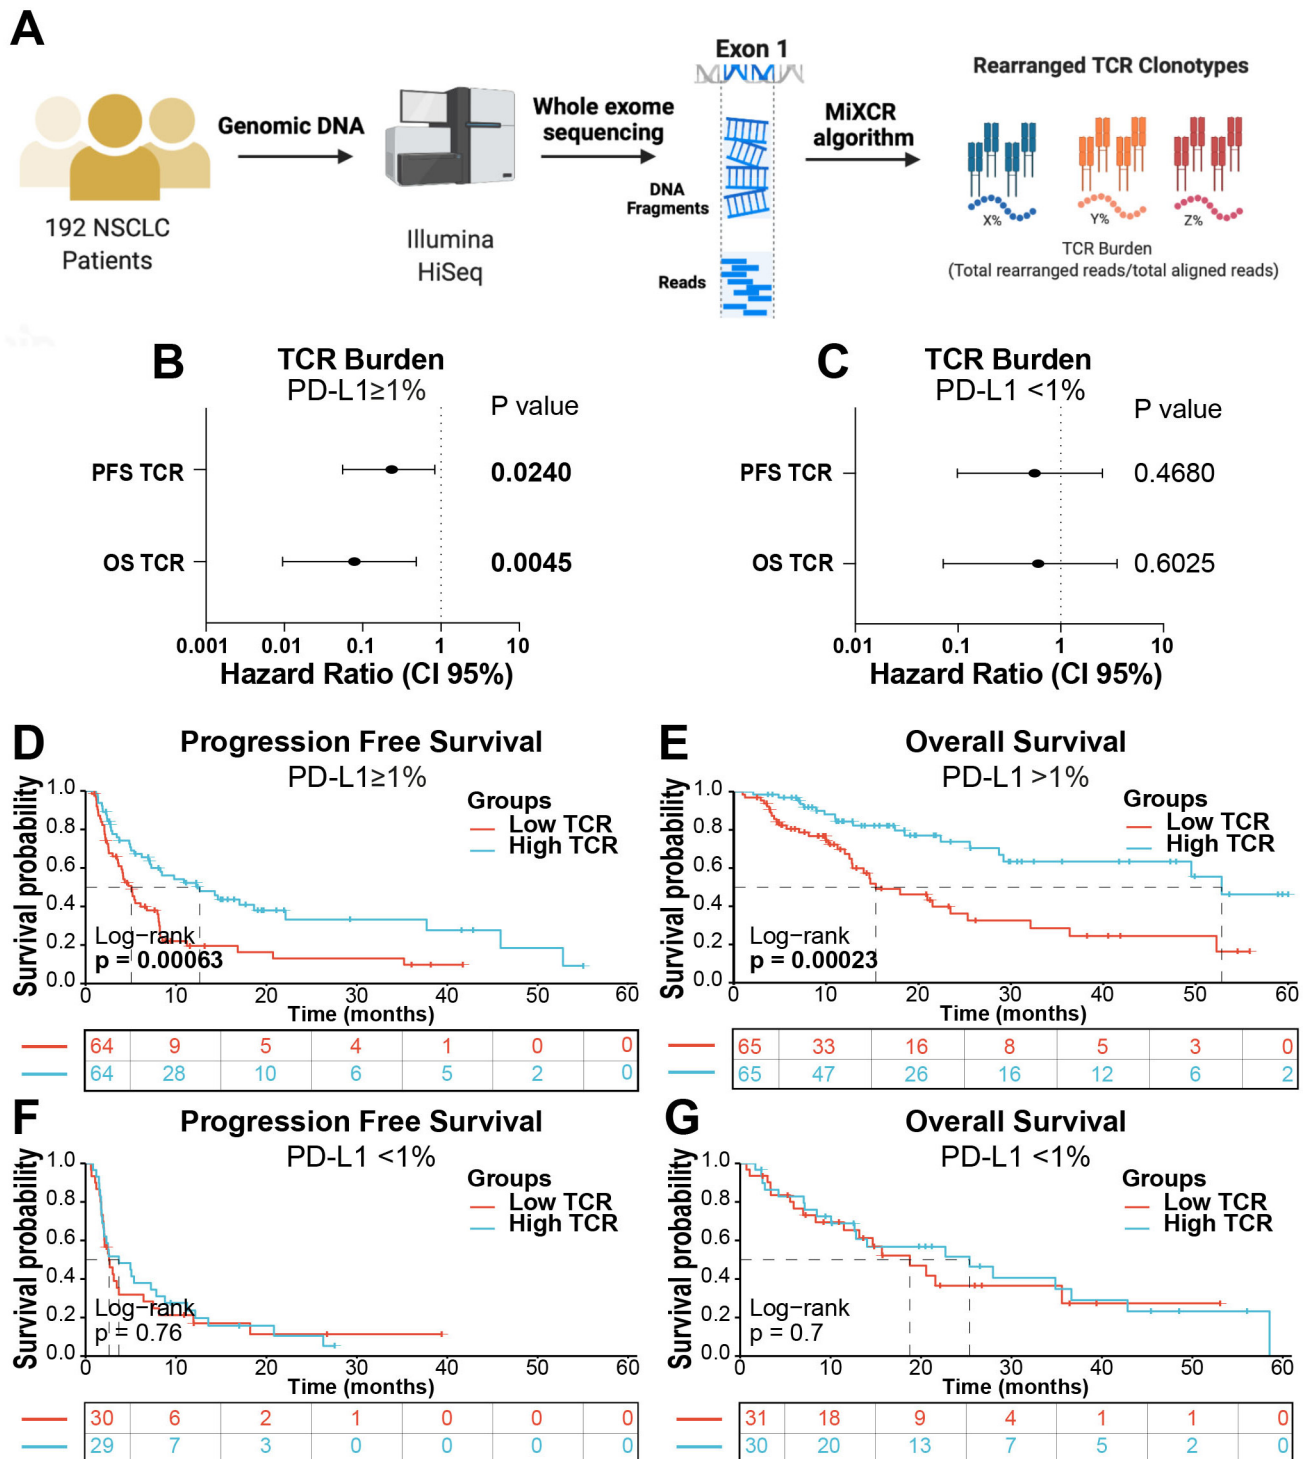 A
192 NSCLC
Patients
Genomic DNA
Illumina
HiSeq
Whole exome
sequencing
Exon 1
DNA
Fragments
Reads
MiXCR
algorithm
Rearranged TCR Clonotypes
X%
Y%
Z%
TCR Burden
(Total rearranged reads/total aligned reads)
B
TCR Burden
PD-L1≥1%
P value
PFS TCR
0.0240
OS TCR
0.0045
0.001 0.01 0.1 1 10
Hazard Ratio (CI 95%)
C
TCR Burden
PD-L1 <1%
P value
PFS TCR
0.4680
OS TCR
0.6025
0.01 0.1 1 10
Hazard Ratio (CI 95%)
D
Progression Free Survival
PD-L1≥1%
Survival probability
1.0
0.8
0.6
0.4
0.2
0.0
Groups
Low TCR
High TCR
Log-rank
p = 0.00063
0 10 20 30 40 50 60
Time (months)
64 9 5 4 1 0 0
64 28 10 6 5 2 0
E
Overall Survival
PD-L1 >1%
Survival probability
1.0
0.8
0.6
0.4
0.2
0.0
Groups
Low TCR
High TCR
Log-rank
p = 0.00023
0 10 20 30 40 50 60
Time (months)
65 33 16 8 5 3 0
65 47 26 16 12 6 2
F
Progression Free Survival
PD-L1 <1%
Survival probability
1.0
0.8
0.6
0.4
0.2
0.0
Groups
Low TCR
High TCR
Log-rank
p = 0.76
0 10 20 30 40 50 60
Time (months)
30 6 2 1 0 0 0
29 7 3 0 0 0 0
G
Overall Survival
PD-L1 <1%
Survival probability
1.0
0.8
0.6
0.4
0.2
0.0
Groups
Low TCR
High TCR
Log-rank
p = 0.7
0 10 20 30 40 50 60
Time (months)
31 18 9 4 1 1 0
30 20 13 7 5 2 0